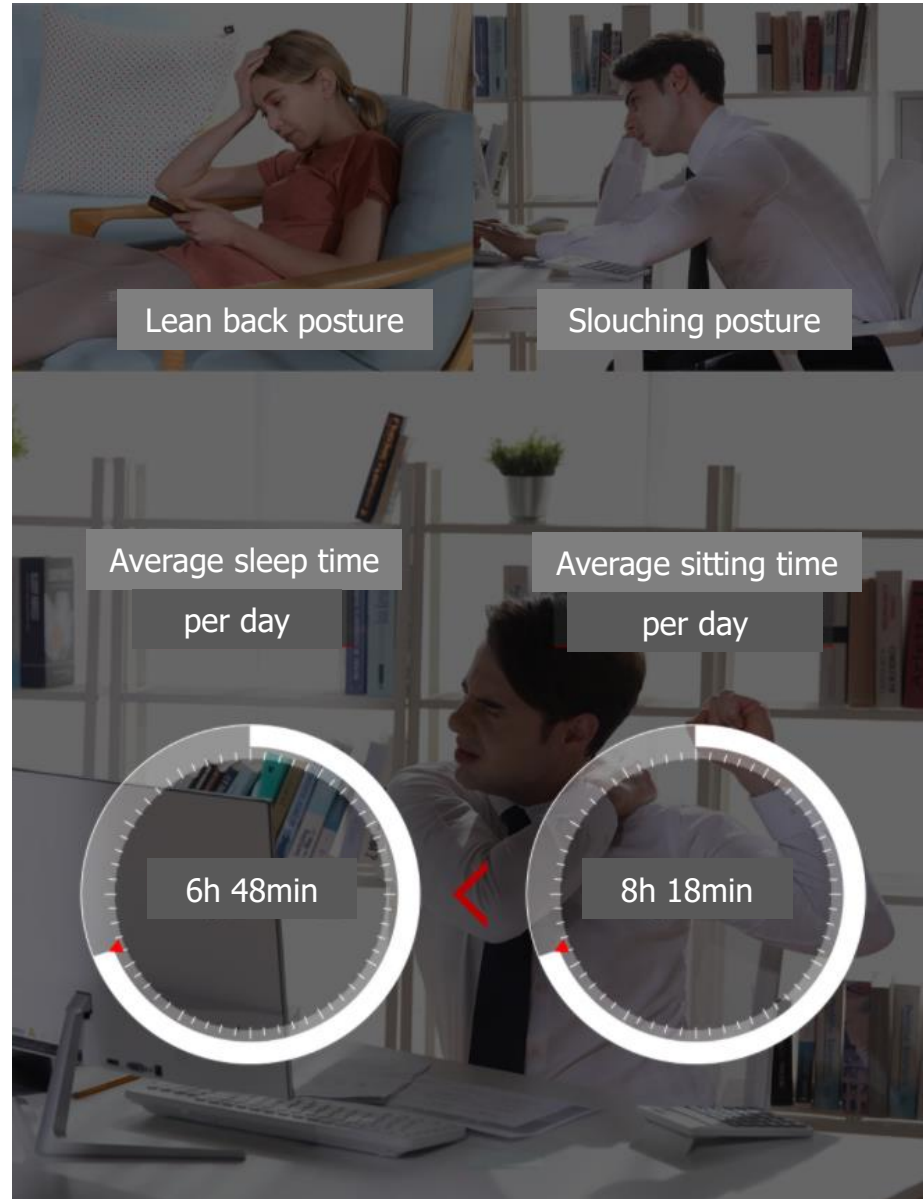 Lean back posture
Slouching posture
Average sleep time
per day
Average sitting time
per day
6h 48min
<
8h 18min